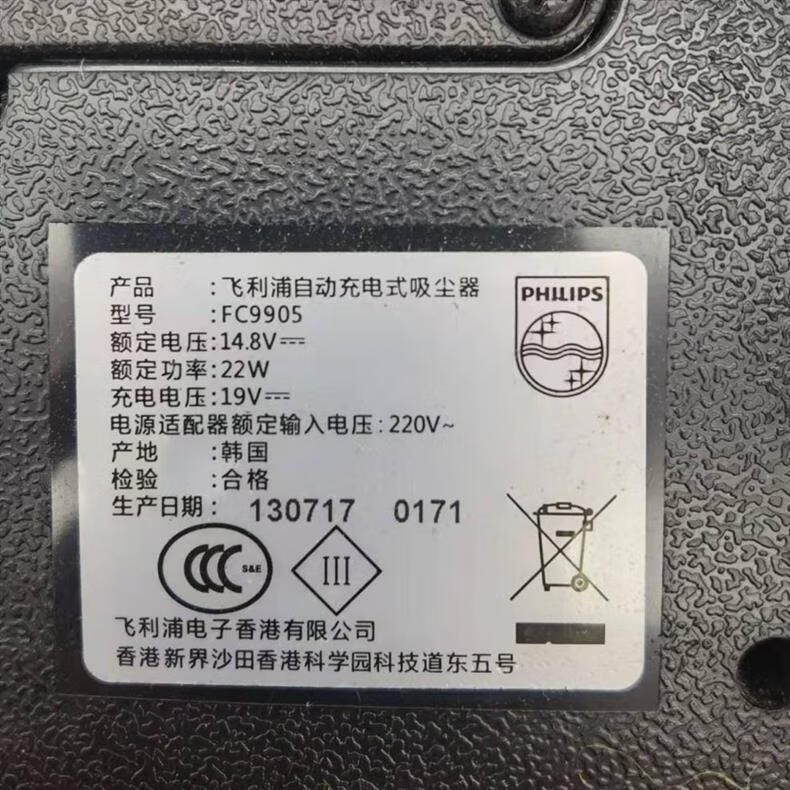 产品 :飞利浦自动充电式吸尘器
型号 :FC9905
额定电压:14.8V⎓
额定功率:22W
充电电压:19V⎓
电源适配器额定输入电压:220V~
产地 :韩国
检验 :合格
生产日期: 130717 0171
PHILIPS
CCC S&E
III
飞利浦电子香港有限公司
香港新界沙田香港科学园科技道东五号